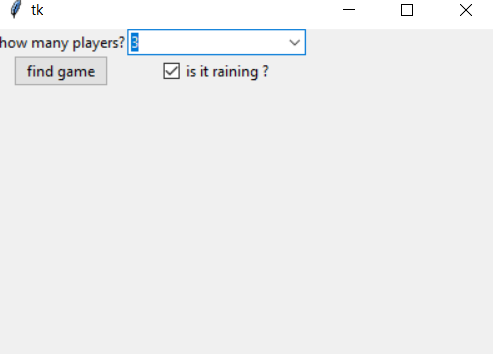 tk
how many players? 3
find game is it raining ?